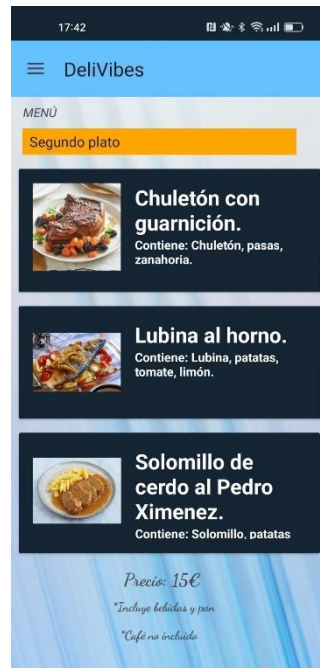 17:42
DeliVibes
MENÚ
Segundo plato
Chuletón con
guarnición.
Contiene: Chuletón, pasas,
zanahoria.
Lubina al horno.
Contiene: Lubina, patatas,
tomate, limón.
Solomillo de
cerdo al Pedro
Ximenez.
Contiene: Solomillo, patatas
Precio: 15€
*Incluye bebidas y pan
*Café no incluido